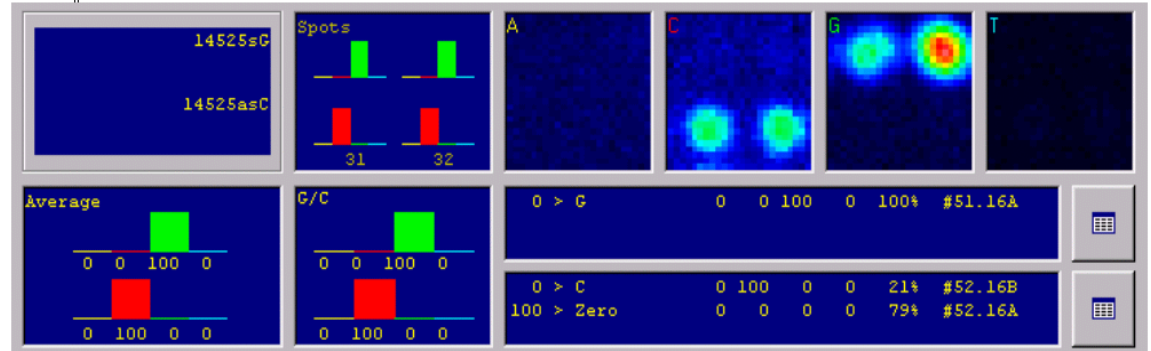 14525sG
14525asC
Spots
31 32
A
C
G
T
Average
0 0 100 0
0 100 0 0
G/C
0 0 100 0
0 100 0 0
0 > G 0 0 100 0 100% #51.16A
0 > C 0 100 0 0 21% #52.16B
100 > Zero 0 0 0 0 79% #52.16A